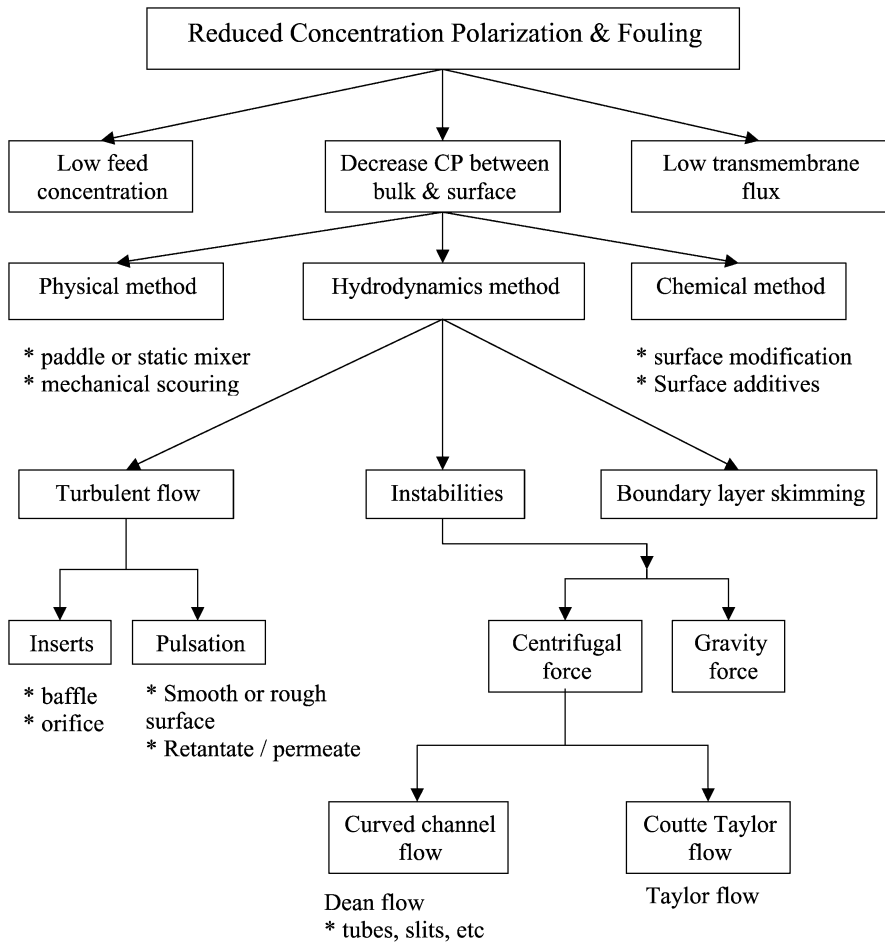 Reduced Concentration Polarization & Fouling
Low feed
concentration
Decrease CP between
bulk & surface
Low transmembrane
flux
Physical method
Hydrodynamics method
Chemical method
* paddle or static mixer
* mechanical scouring
* surface modification
* Surface additives
Turbulent flow
Instabilities
Boundary layer skimming
Inserts
Pulsation
Centrifugal
force
Gravity
force
* baffle
* orifice
* Smooth or rough
surface
* Retantate / permeate
Curved channel
flow
Coutte Taylor
flow
Dean flow
* tubes, slits, etc
Taylor flow